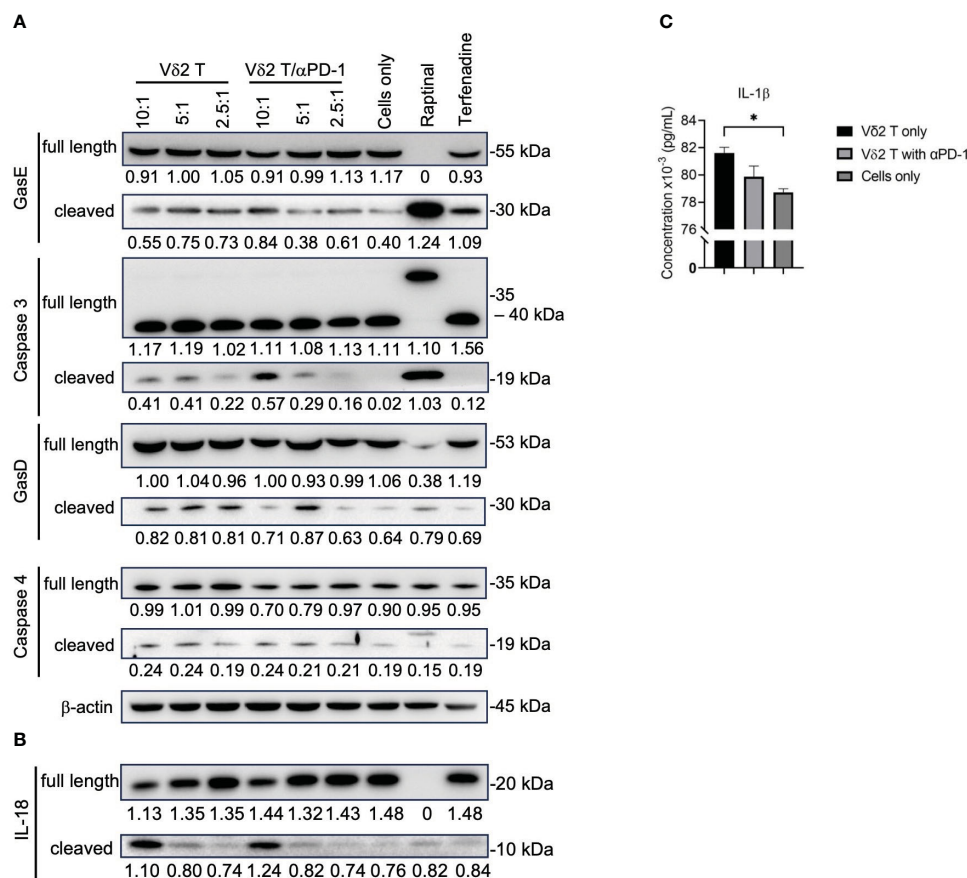 A
Vδ2 T Vδ2 T/αPD-1
10:1 5:1 2.5:1 10:1 5:1 2.5:1 Cells only Raptinal Terfenadine
GasE
full length -55 kDa
0.91 1.00 1.05 0.91 0.99 1.13 1.17 0 0.93
cleaved -30 kDa
0.55 0.75 0.73 0.84 0.38 0.61 0.40 1.24 1.09
Caspase 3
full length -35
– 40 kDa
1.17 1.19 1.02 1.11 1.08 1.13 1.11 1.10 1.56
cleaved -19 kDa
0.41 0.41 0.22 0.57 0.29 0.16 0.02 1.03 0.12
GasD
full length -53 kDa
1.00 1.04 0.96 1.00 0.93 0.99 1.06 0.38 1.19
cleaved -30 kDa
0.82 0.81 0.81 0.71 0.87 0.63 0.64 0.79 0.69
Caspase 4
full length -35 kDa
0.99 1.01 0.99 0.70 0.79 0.97 0.90 0.95 0.95
cleaved -19 kDa
0.24 0.24 0.19 0.24 0.21 0.21 0.19 0.15 0.19
β-actin -45 kDa
B
IL-18
full length -20 kDa
1.13 1.35 1.35 1.44 1.32 1.43 1.48 0 1.48
cleaved -10 kDa
1.10 0.80 0.74 1.24 0.82 0.74 0.76 0.82 0.84
C
IL-1β
Concentration x10⁻³ (pg/mL)
84
82
80
78
76
0
*
Vδ2 T only
Vδ2 T with αPD-1
Cells only